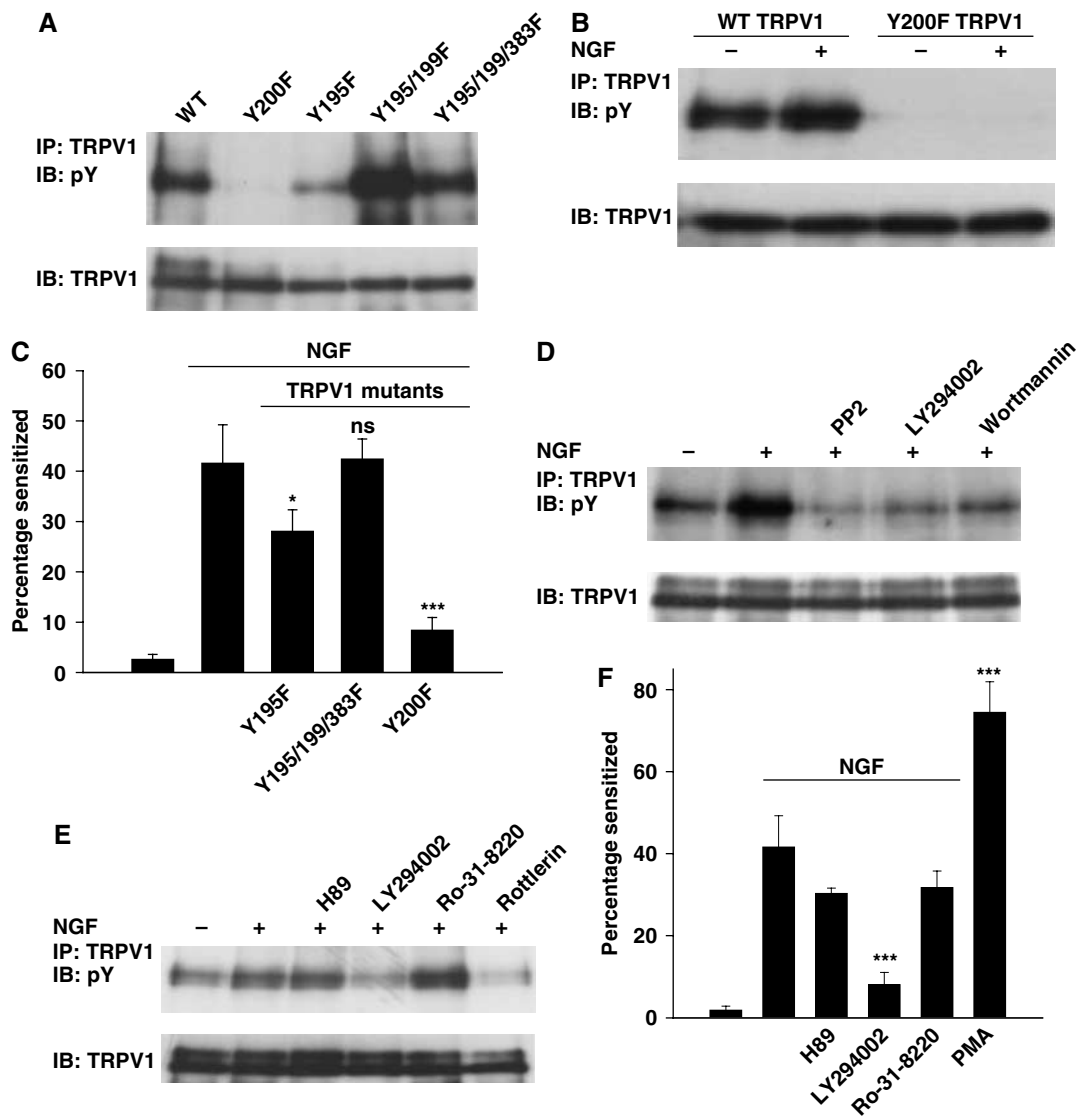 A
WT
Y200F
Y195F
Y195/199F
Y195/199/383F
IP: TRPV1
IB: pY
IB: TRPV1
B
WT TRPV1 Y200F TRPV1
NGF – + – +
IP: TRPV1
IB: pY
IB: TRPV1
C
NGF
TRPV1 mutants
Percentage sensitized
60
50
40
30
20
10
0
*
ns
***
Y195F
Y195/199/383F
Y200F
D
PP2
LY294002
Wortmannin
NGF – + + + +
IP: TRPV1
IB: pY
IB: TRPV1
E
H89
LY294002
Ro-31-8220
Rottlerin
NGF – + + + + +
IP: TRPV1
IB: pY
IB: TRPV1
F
NGF
Percentage sensitized
80
60
40
20
0
***
***
H89
LY294002
Ro-31-8220
PMA